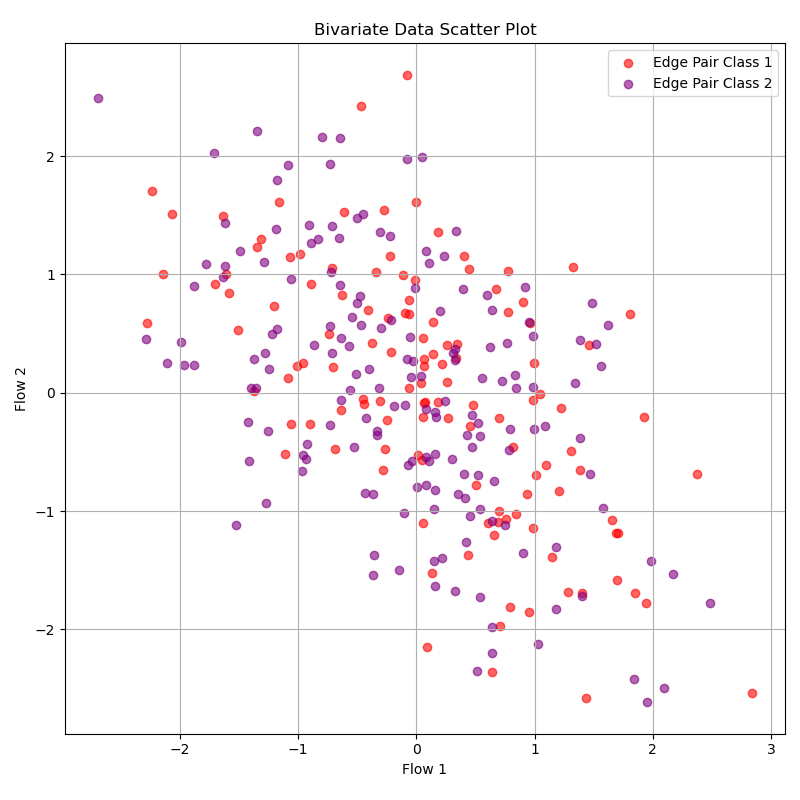 Bivariate Data Scatter Plot
Edge Pair Class 1
Edge Pair Class 2
Flow 2
2
1
0
−1
−2
−2
−1
0
1
2
3
Flow 1